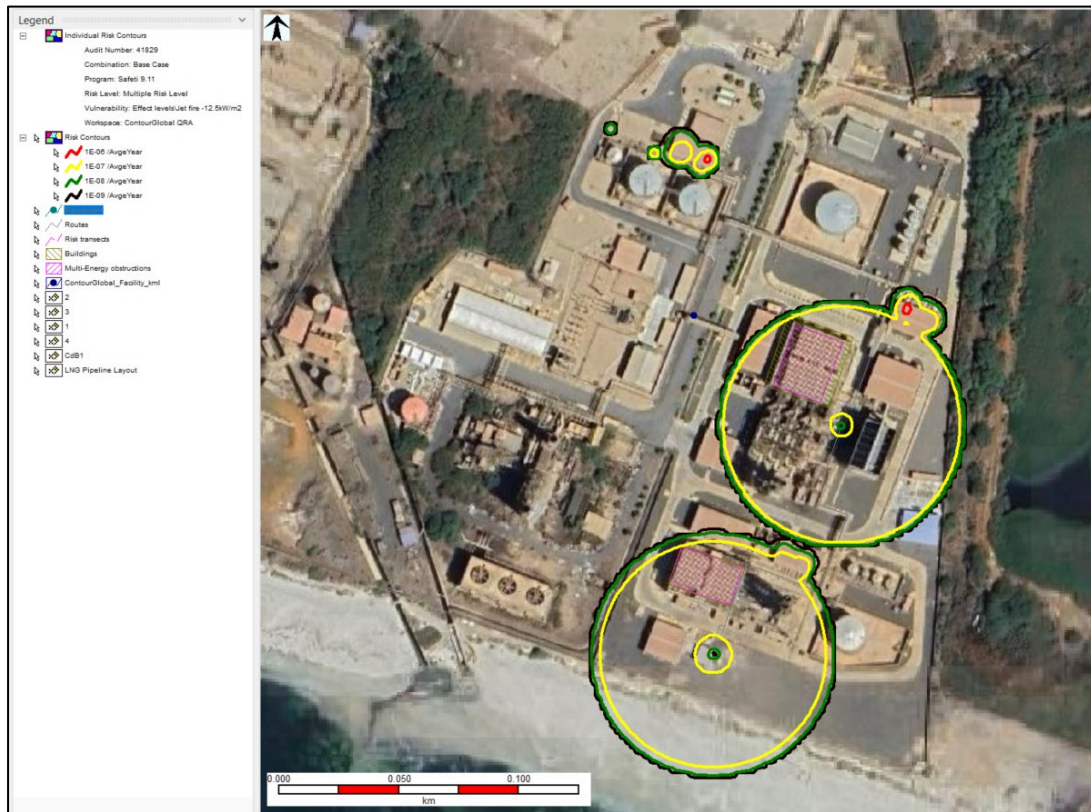 Legend
Individual Risk Contours
Audit Number: 41829
Combination: Base Case
Program: Safeti 9.11
Risk Level: Multiple Risk Level
Vulnerability: Effect levels\Jet fire -12.5kW/m2
Workspace: ContourGlobal QRA
Risk Contours
1E-06 /AvgeYear
1E-07 /AvgeYear
1E-08 /AvgeYear
1E-09 /AvgeYear
Routes
Risk transects
Buildings
Multi-Energy obstructions
ContourGlobal_Facility_kml
2
3
1
4
CdB1
LNG Pipeline Layout
0.000 0.050 0.100
km